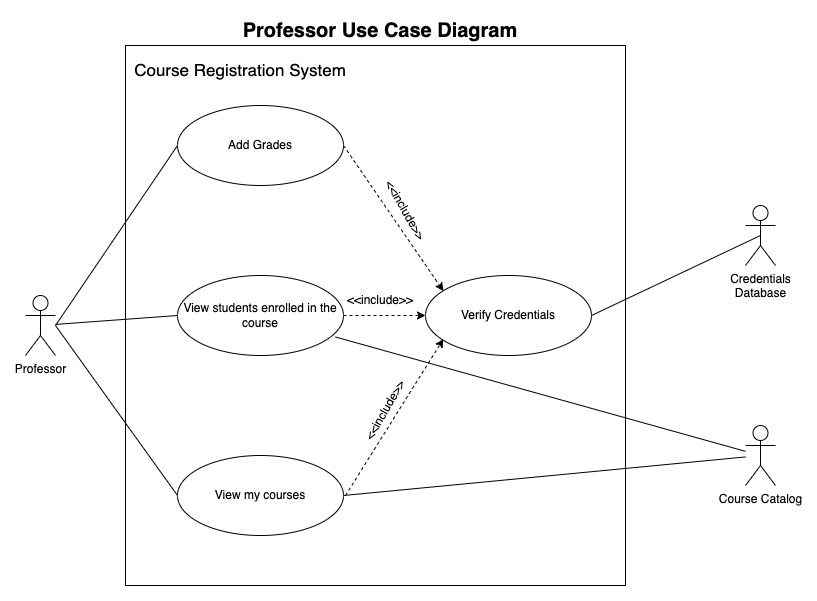 Professor Use Case Diagram
Course Registration System
Add Grades
<<include>>
View students enrolled in the
course
<<include>>
Verify Credentials
Credentials
Database
Professor
<<include>>
View my courses
Course Catalog